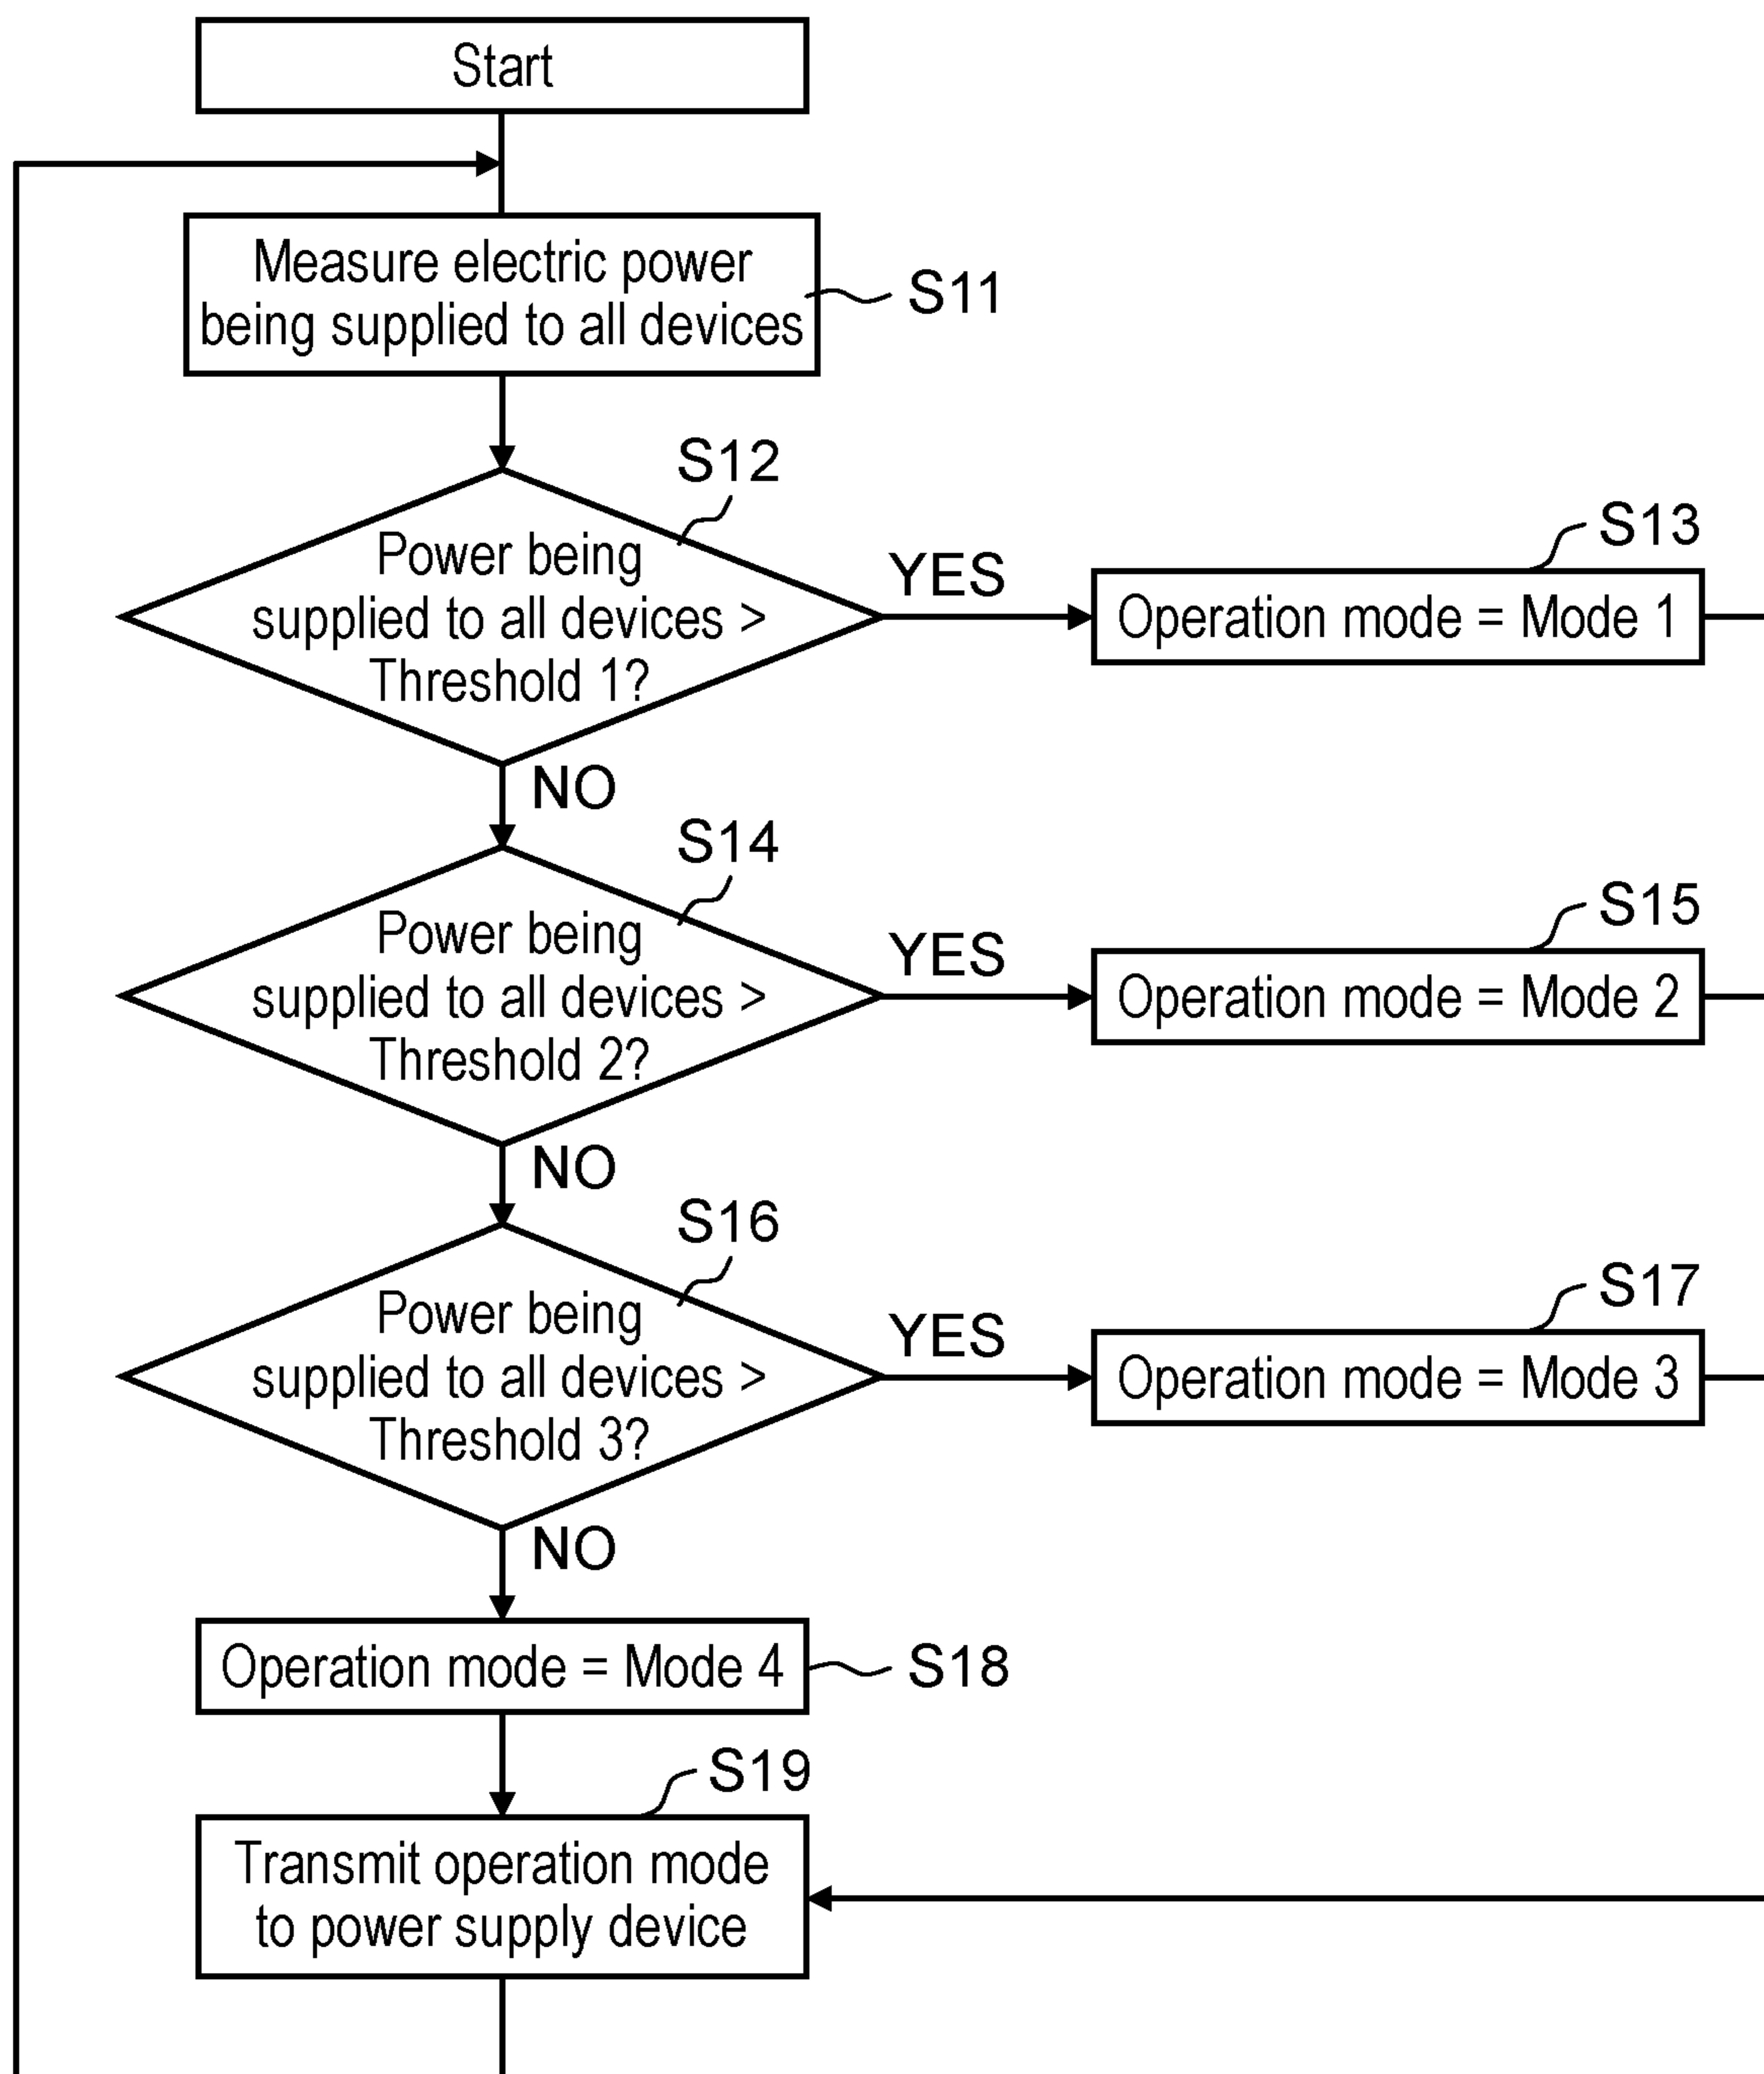 Start
Measure electric power
being supplied to all devices
S11
S12
Power being
supplied to all devices >
Threshold 1?
YES
S13
Operation mode = Mode 1
NO
S14
Power being
supplied to all devices >
Threshold 2?
YES
S15
Operation mode = Mode 2
NO
S16
Power being
supplied to all devices >
Threshold 3?
YES
S17
Operation mode = Mode 3
NO
Operation mode = Mode 4
S18
S19
Transmit operation mode
to power supply device